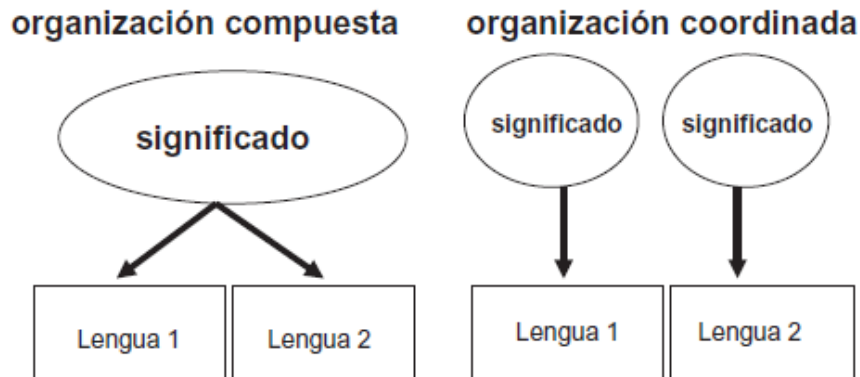 organización compuesta
organización coordinada
significado
significado
significado
Lengua 1
Lengua 2
Lengua 1
Lengua 2